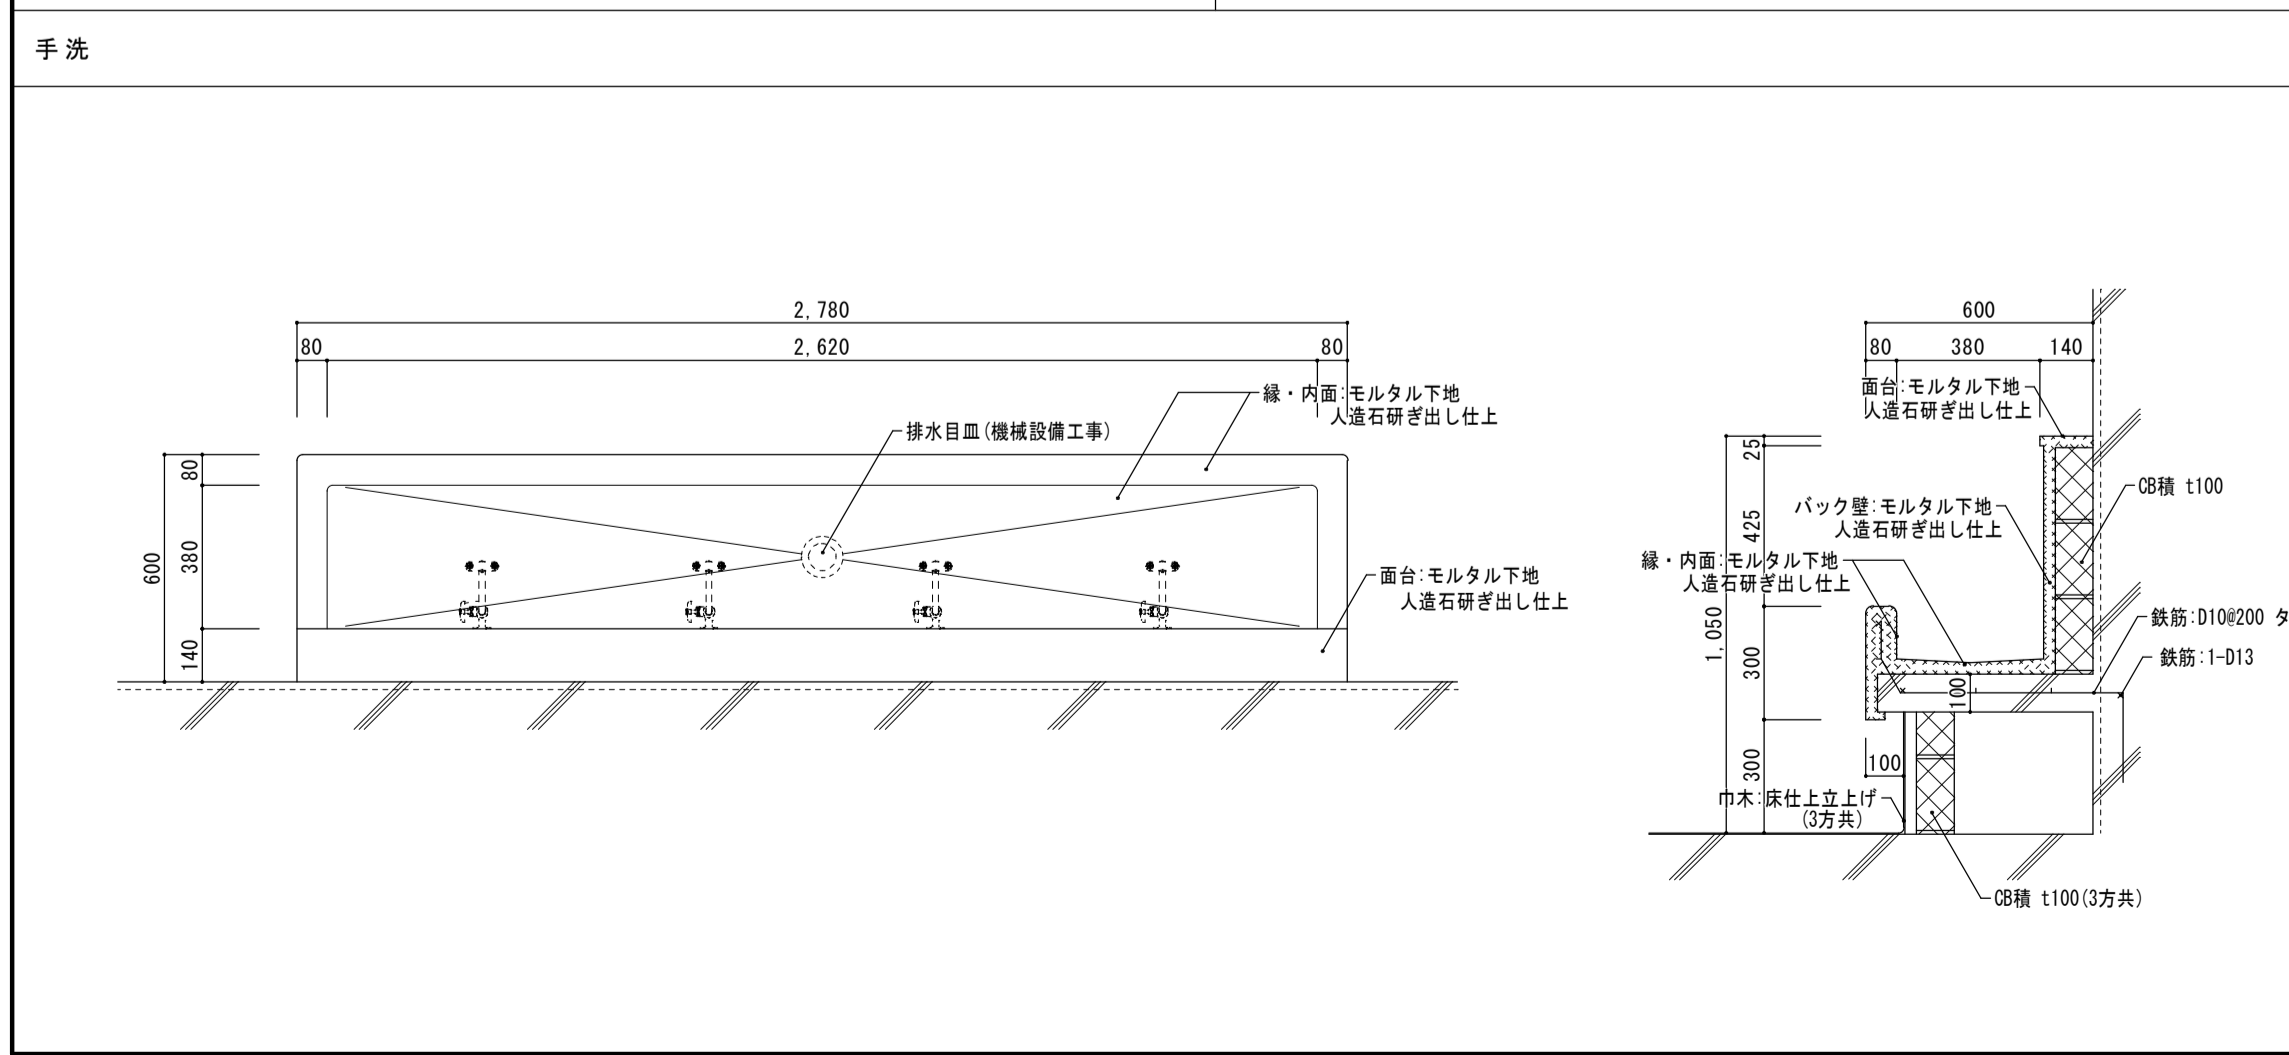 手洗
2,780
80
2,620
80
縁・内面:モルタル下地
人造石研ぎ出し仕上
排水目皿(機械設備工事)
600
80
380
140
面台:モルタル下地
人造石研ぎ出し仕上
600
80
380
140
面台:モルタル下地
人造石研ぎ出し仕上
CB積 t100
バック壁:モルタル下地
人造石研ぎ出し仕上
縁・内面:モルタル下地
人造石研ぎ出し仕上
1,050
25
425
300
300
100
100
鉄筋:D10@200 タ
鉄筋:1-D13
巾木:床仕上立上げ
(3方共)
CB積 t100(3方共)